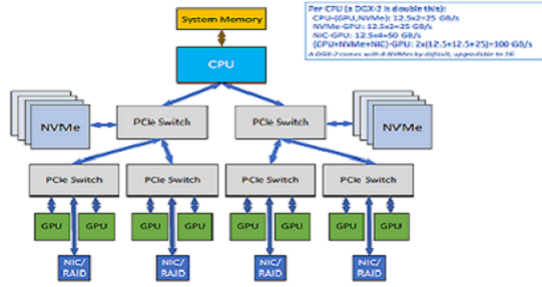 Per CPU (a DGX-2 is double this):
CPU-(GPU,NVMe): 12.5x2=25 GB/s
NVMe-GPU: 12.5x2=25 GB/s
NIC-GPU: 12.5x4=50 GB/s
(CPU+NVMe+NIC)-GPU: 2x(12.5+12.5+25)=100 GB/s
A DGX-2 comes with 8 NVMes by default, upgradable to 16
System Memory
CPU
NVMe
PCIe Switch
PCIe Switch
NVMe
PCIe Switch
PCIe Switch
PCIe Switch
PCIe Switch
GPU
GPU
GPU
GPU
GPU
GPU
GPU
GPU
NIC/
RAID
NIC/
RAID
NIC/
RAID
NIC/
RAID